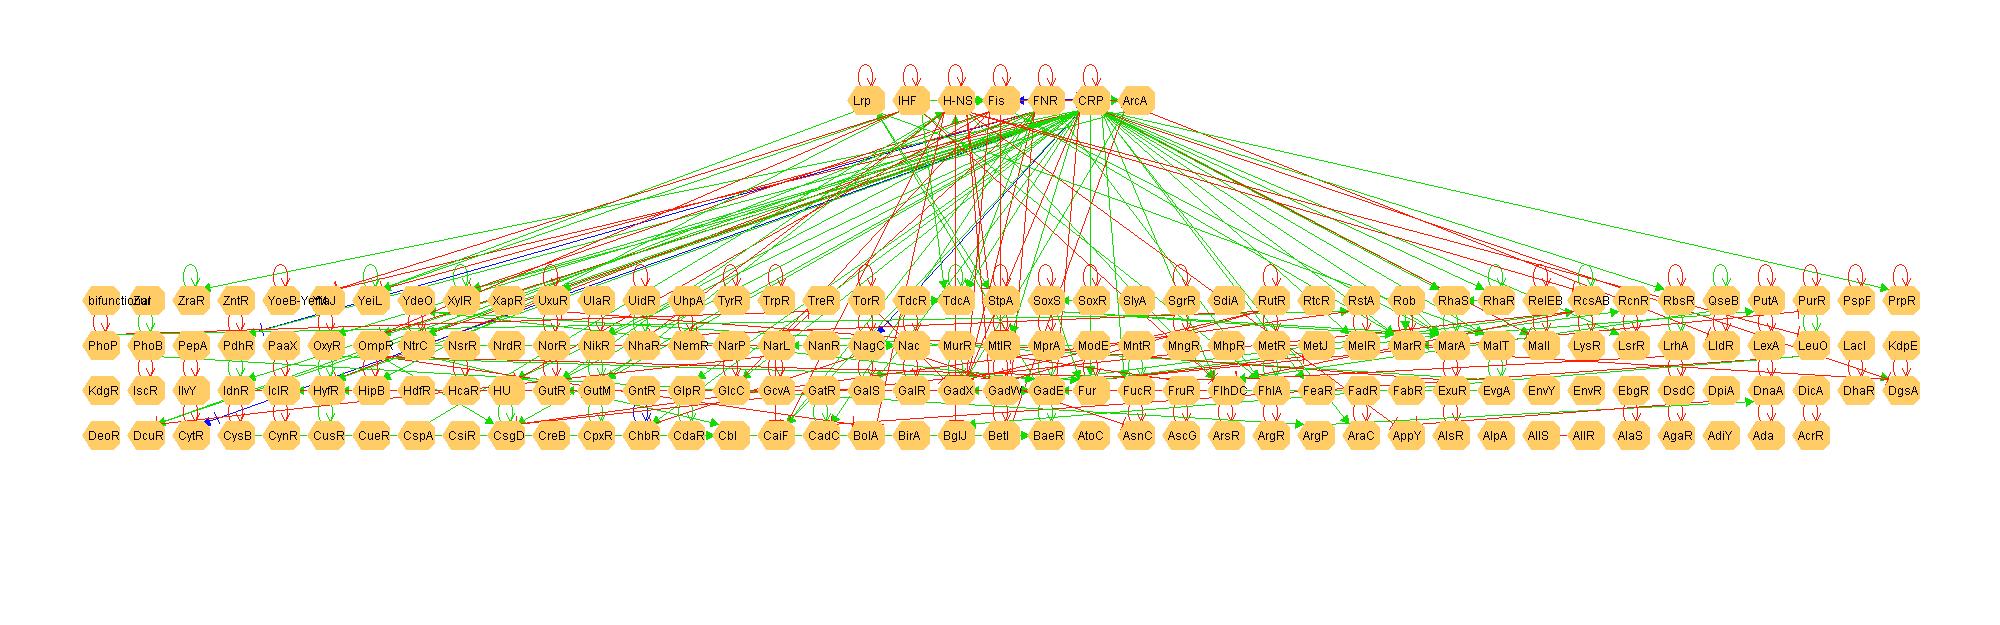 Lrp IHF H-NS Fis FNR CRP ArcA
bifunctional ZraR ZntR YoeB-YefM YeiL YdeO XylR XapR UxuR UlaR UidR UhpA TyrR TrpR TreR TorR TdcR TdcA StpA SoxS SoxR SlyA SgrR SdiA RutR RtcR RstA Rob RhaS RhaR RelEB RcsAB RcnR RbsR QseB PutA PurR PspF PrpR
PhoP PhoB PepA PdhR PaaX OxyR OmpR NtrC NsrR NrdR NorR NikR NhaR NemR NarP NarL NanR NagC Nac MurR MtlR MprA ModE MntR MngR MhpR MetR MetJ MelR MarR MarA MalT MalI LysR LsrR LrhA LldR LexA LeuO LacI KdpE
KdgR IscR IlvY IdnR IclR HyfR HipB HdfR HcaR HU GutR GutM GntR GlpR GlcC GcvA GatR GalS GalR GadX GadW GadE Fur FucR FruR FlhDC FhlA FeaR FadR FabR ExuR EvgA EnvY EnvR EbgR DsdC DpiA DnaA DicA DhaR DgsA
DeoR DcuR CytR CysB CynR CusR CueR CspA CsiR CsgD CreB CpxR ChbR CdaR Cbl CaiF CadC BolA BirA BglJ BetI BaeR AtoC AsnC AscG ArsR ArgR ArgP AraC AppY AlsR AlpA AllS AllR AlaS AgaR AdiY Ada AcrR